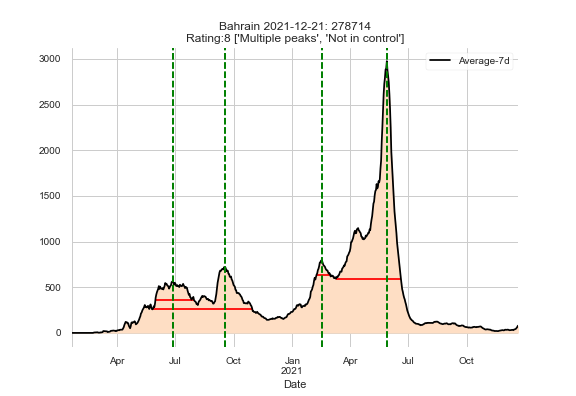 Bahrain 2021-12-21: 278714
Rating:8 ['Multiple peaks', 'Not in control']
Average-7d
3000
2500
2000
1500
1000
500
0
Apr Jul Oct Jan Apr Jul Oct
2021
Date